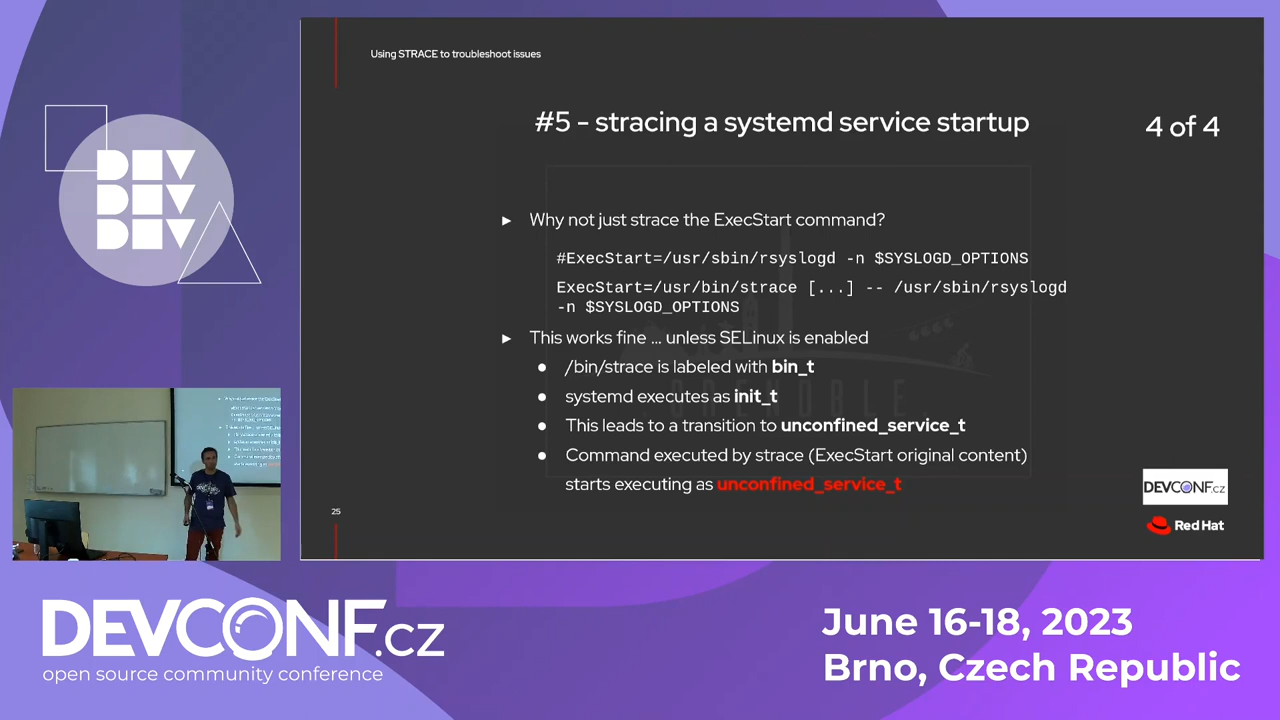 Using STRACE to troubleshoot issues
#5 - stracing a systemd service startup
4 of 4
► Why not just strace the ExecStart command?
#ExecStart=/usr/sbin/rsyslogd -n $SYSLOGD_OPTIONS
ExecStart=/usr/bin/strace [...] -- /usr/sbin/rsyslogd
-n $SYSLOGD_OPTIONS
► This works fine … unless SELinux is enabled
● /bin/strace is labeled with bin_t
● systemd executes as init_t
● This leads to a transition to unconfined_service_t
● Command executed by strace (ExecStart original content)
starts executing as unconfined_service_t
25
DEVCONF.cz
Red Hat
DEV
DEV
DEV
DEVCONF.cz
open source community conference
June 16-18, 2023
Brno, Czech Republic